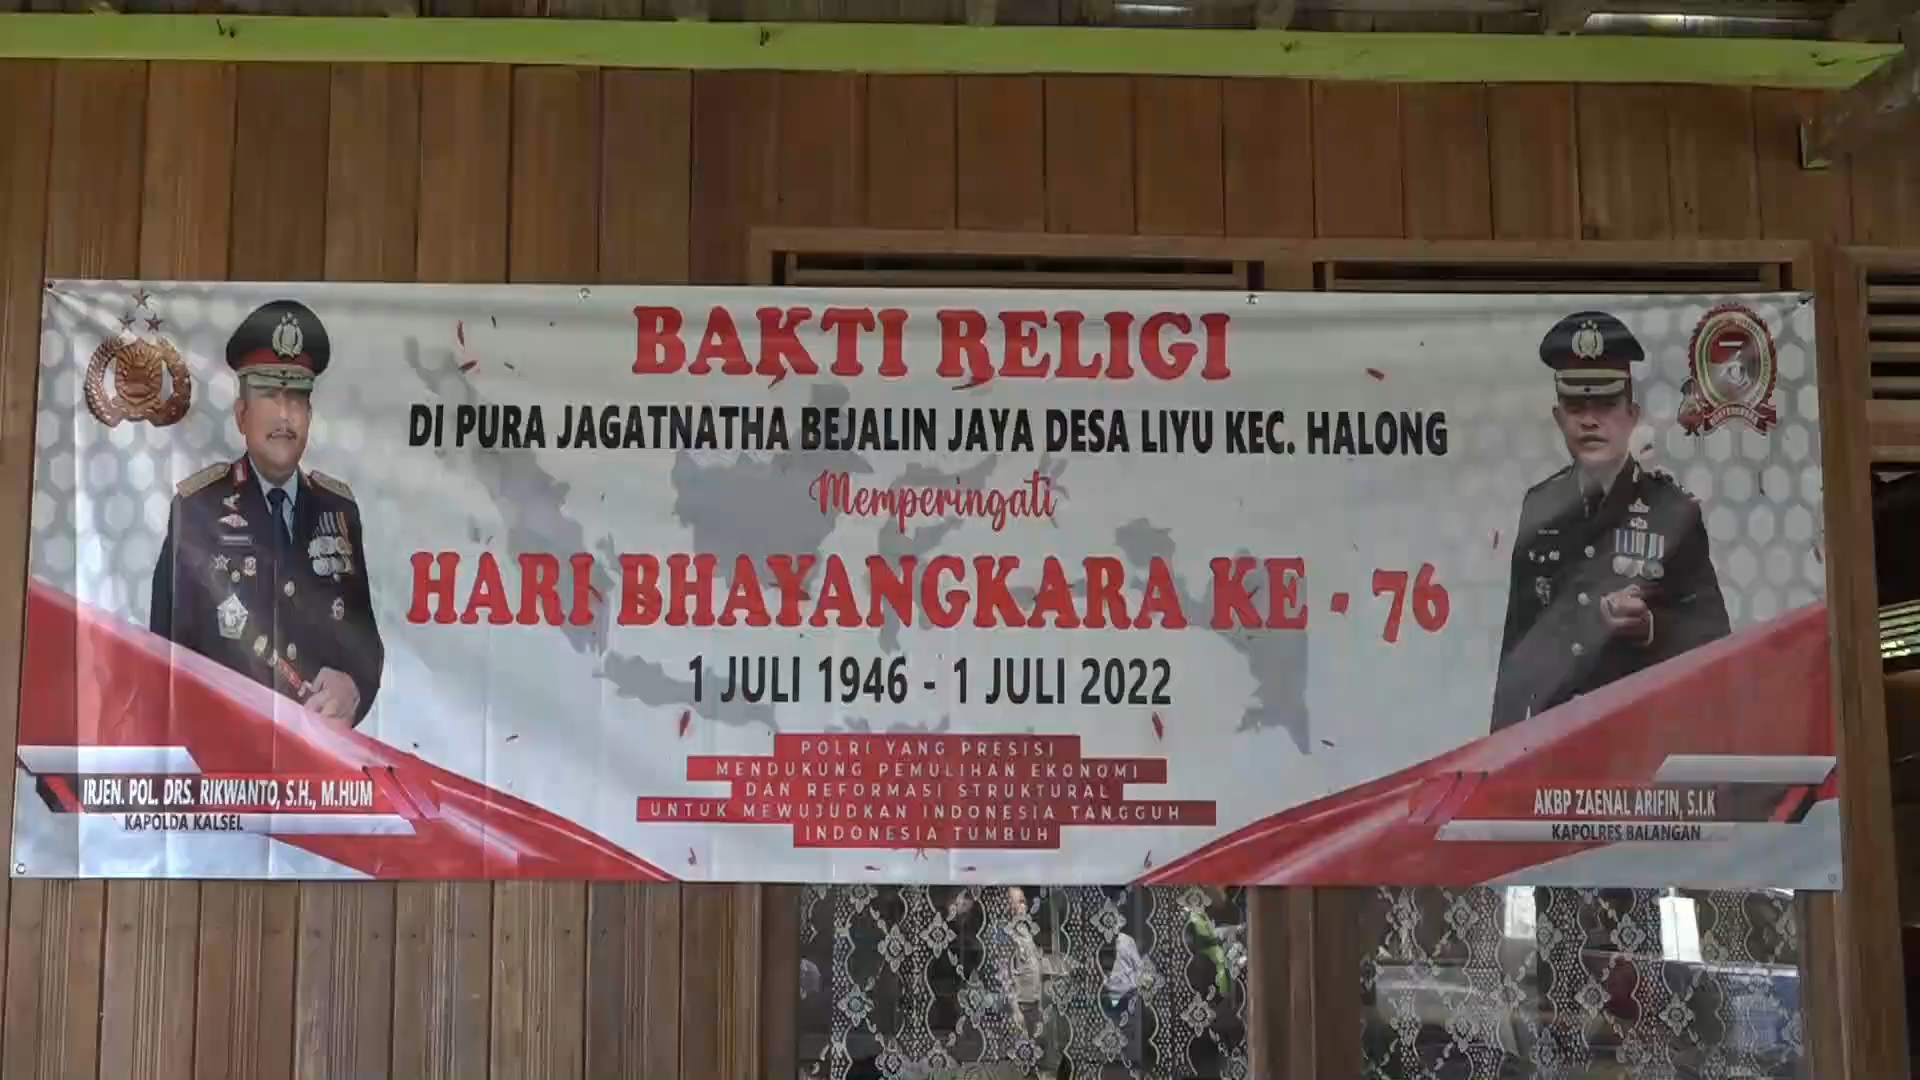 BAKTI RELIGI
DI PURA JAGATNATHA BEJALIN JAYA DESA LIYU KEC. HALONG
Memperingati
HARI BHAYANGKARA KE - 76
1 JULI 1946 - 1 JULI 2022
POLRI YANG PRESISI
MENDUKUNG PEMULIHAN EKONOMI
DAN REFORMASI STRUKTURAL
UNTUK MEWUJUDKAN INDONESIA TANGGUH
INDONESIA TUMBUH
IRJEN. POL. DRS. RIKWANTO, S.H., M.HUM
KAPOLDA KALSEL
AKBP ZAENAL ARIFIN, S.I.K
KAPOLRES BALANGAN